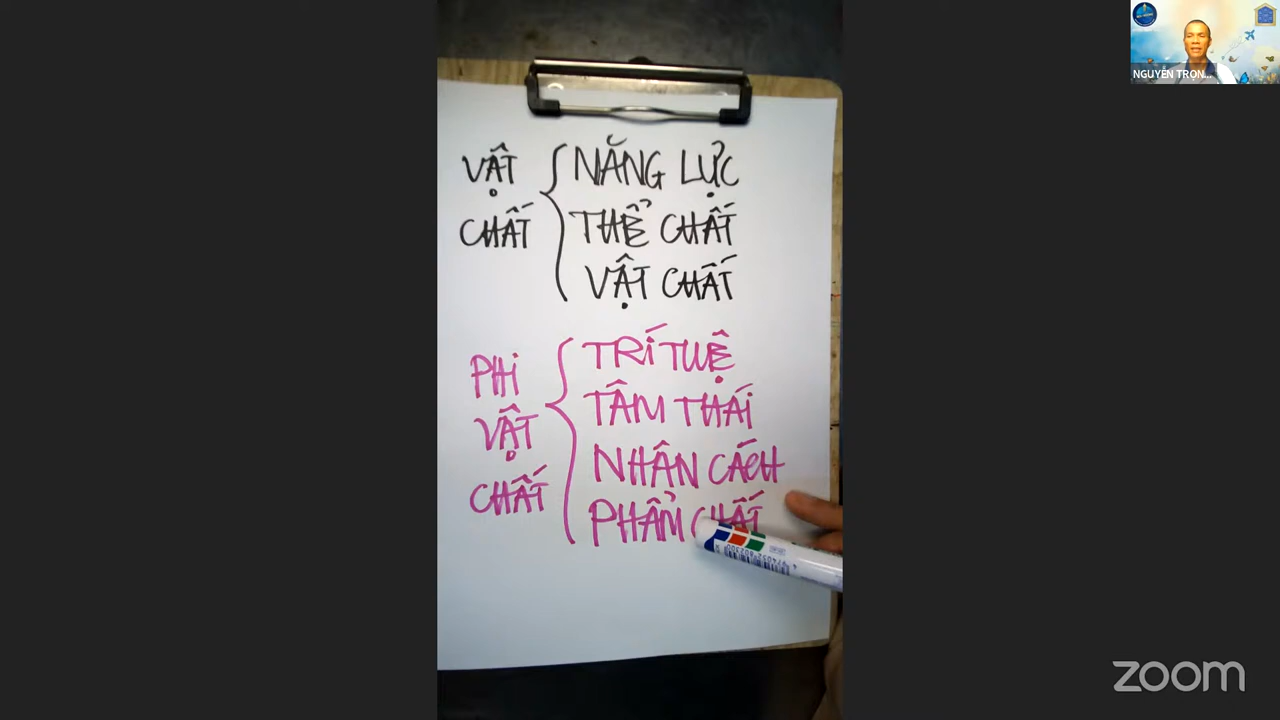 NGUYỄN TRỌN...
VẬT
CHẤT
NĂNG LỰC
THỂ CHẤT
VẬT CHẤT
PHI
VẬT
CHẤT
TRÍ TUỆ
TÂM THÁI
NHÂN CÁCH
PHẨM CHẤT
zoom